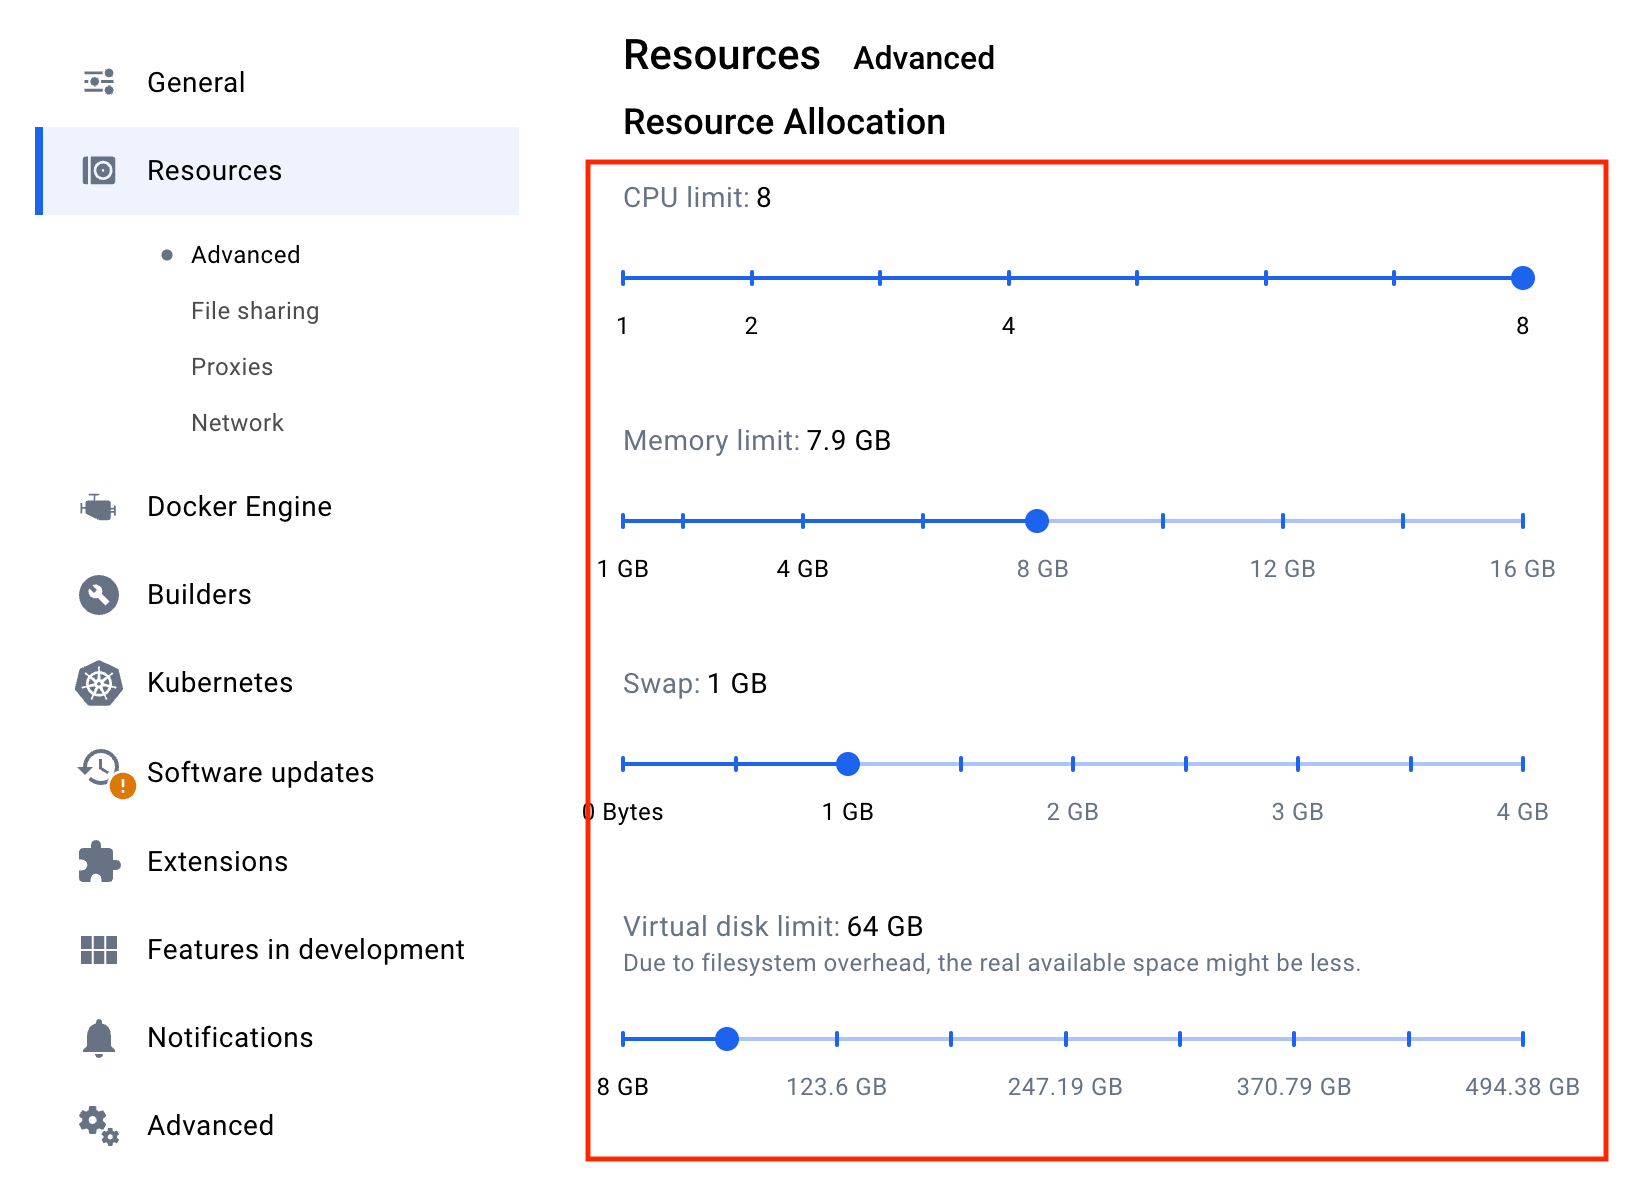 General
Resources
Advanced
File sharing
Proxies
Network
Docker Engine
Builders
Kubernetes
Software updates
Extensions
Features in development
Notifications
Advanced
Resources Advanced
Resource Allocation
CPU limit: 8
1 2 4 8
Memory limit: 7.9 GB
1 GB 4 GB 8 GB 12 GB 16 GB
Swap: 1 GB
0 Bytes 1 GB 2 GB 3 GB 4 GB
Virtual disk limit: 64 GB
Due to filesystem overhead, the real available space might be less.
8 GB 123.6 GB 247.19 GB 370.79 GB 494.38 GB